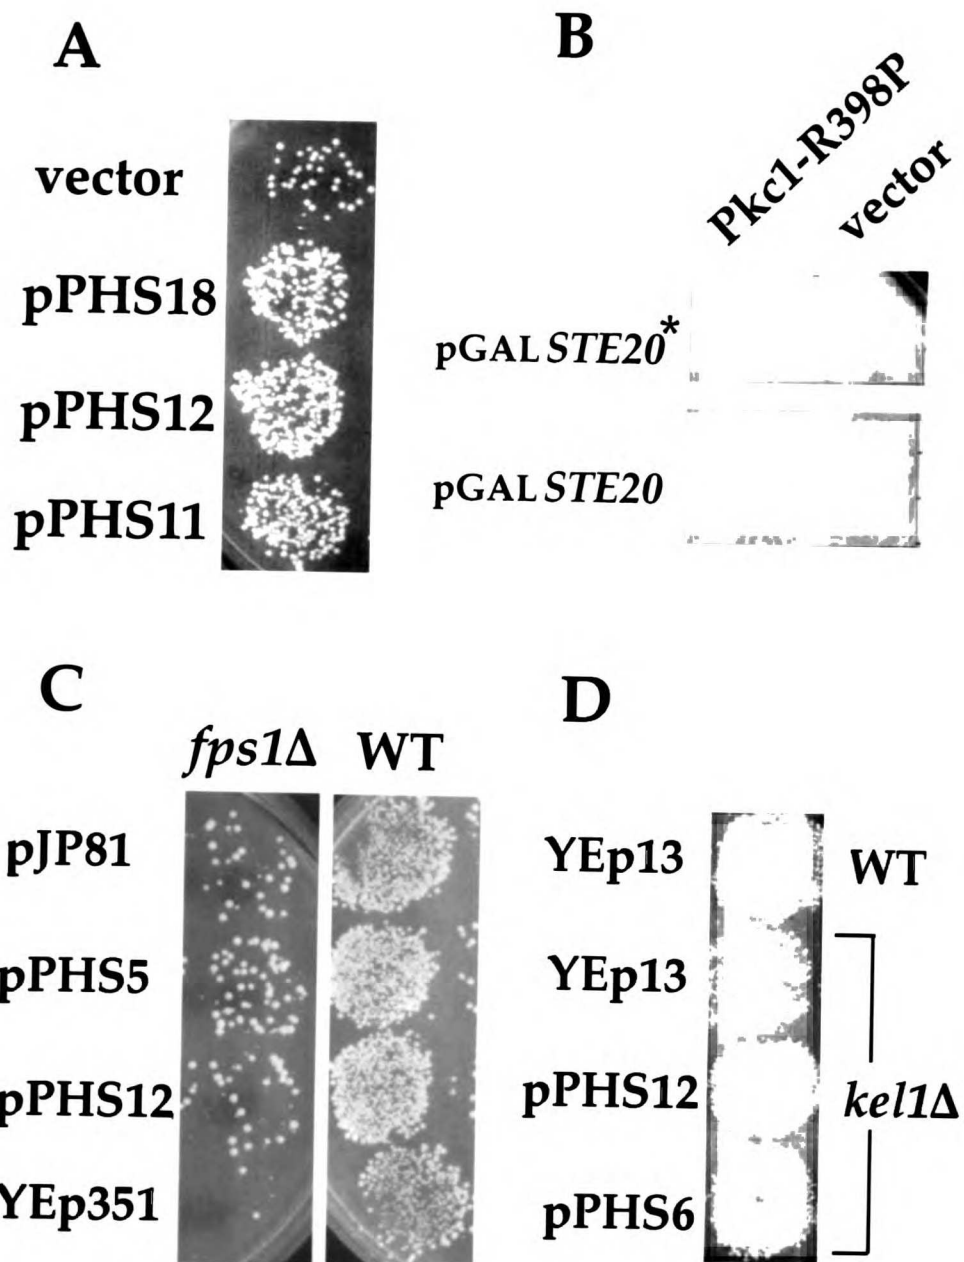 A
B
Pkc1-R398P
vector
vector
pPHS18
pPHS12
pPHS11
pGAL STE20*
pGAL STE20
C
D
fps1Δ WT
pJP81
pPHS5
pPHS12
YEp351
YEp13 WT
YEp13
pPHS12
pPHS6
kel1Δ